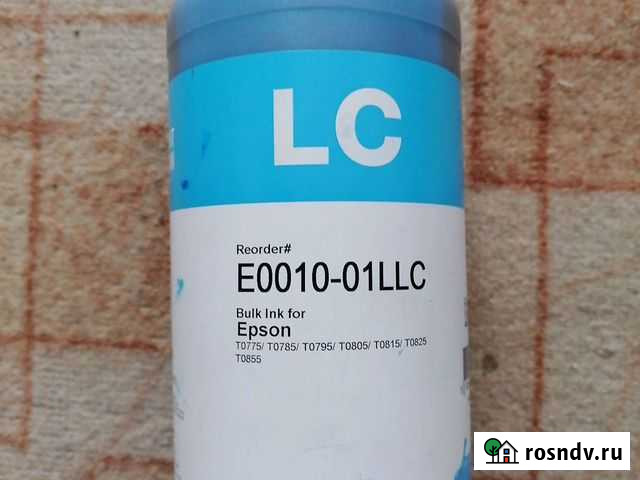 LC
Reorder#
E0010-01LLC
Bulk Ink for
Epson
T0775/ T0785/ T0795/ T0805/ T0815/ T0825
T0855
rosndv.ru